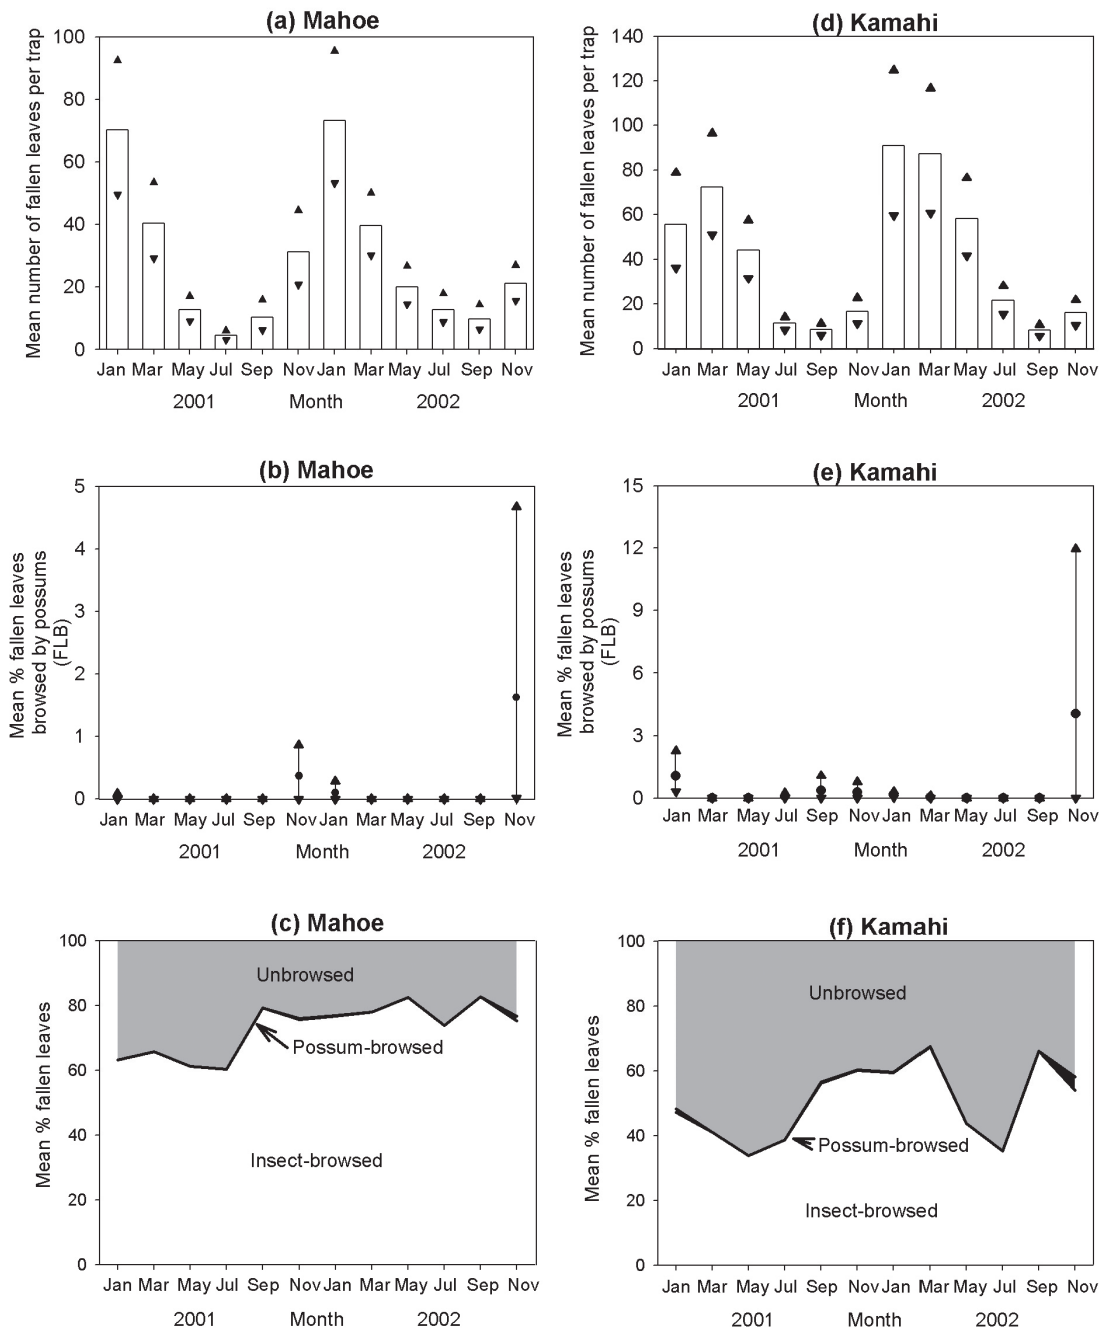 (a) Mahoe
Mean number of fallen leaves per trap
100
80
60
40
20
0
Jan Mar May Jul Sep Nov Jan Mar May Jul Sep Nov
2001 Month 2002
(d) Kamahi
Mean number of fallen leaves per trap
140
120
100
80
60
40
20
0
Jan Mar May Jul Sep Nov Jan Mar May Jul Sep Nov
2001 Month 2002
(b) Mahoe
Mean % fallen leaves
browsed by possums
(FLB)
5
4
3
2
1
0
Jan Mar May Jul Sep Nov Jan Mar May Jul Sep Nov
2001 Month 2002
(e) Kamahi
Mean % fallen leaves
browsed by possums
(FLB)
15
12
9
6
3
0
Jan Mar May Jul Sep Nov Jan Mar May Jul Sep Nov
2001 Month 2002
(c) Mahoe
Mean % fallen leaves
100
80
60
40
20
0
Unbrowsed
Possum-browsed
Insect-browsed
Jan Mar May Jul Sep Nov Jan Mar May Jul Sep Nov
2001 Month 2002
(f) Kamahi
Mean % fallen leaves
100
80
60
40
20
0
Unbrowsed
Possum-browsed
Insect-browsed
Jan Mar May Jul Sep Nov Jan Mar May Jul Sep Nov
2001 Month 2002